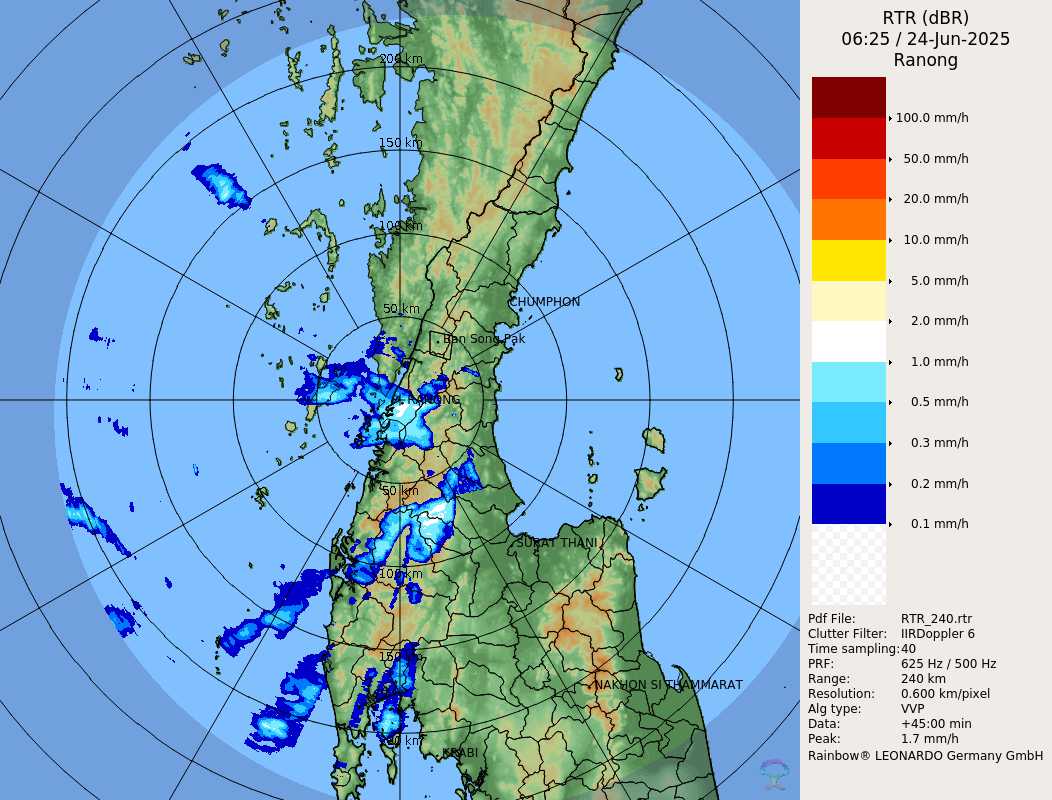 RTR (dBR)
06:25 / 24-Jun-2025
Ranong
100.0 mm/h
50.0 mm/h
20.0 mm/h
10.0 mm/h
5.0 mm/h
2.0 mm/h
1.0 mm/h
0.5 mm/h
0.3 mm/h
0.2 mm/h
0.1 mm/h
Pdf File: RTR_240.rtr
Clutter Filter: IIRDoppler 6
Time sampling:40
PRF: 625 Hz / 500 Hz
Range: 240 km
Resolution: 0.600 km/pixel
Alg type: VVP
Data: +45:00 min
Peak: 1.7 mm/h
Rainbow® LEONARDO Germany GmbH
200 km
150 km
100 km
50 km
CHUMPHON
Ban Song Pak
RANONG
50 km
SURAT THANI
100 km
150 km
NAKHON SI THAMMARAT
200 km
KRABI